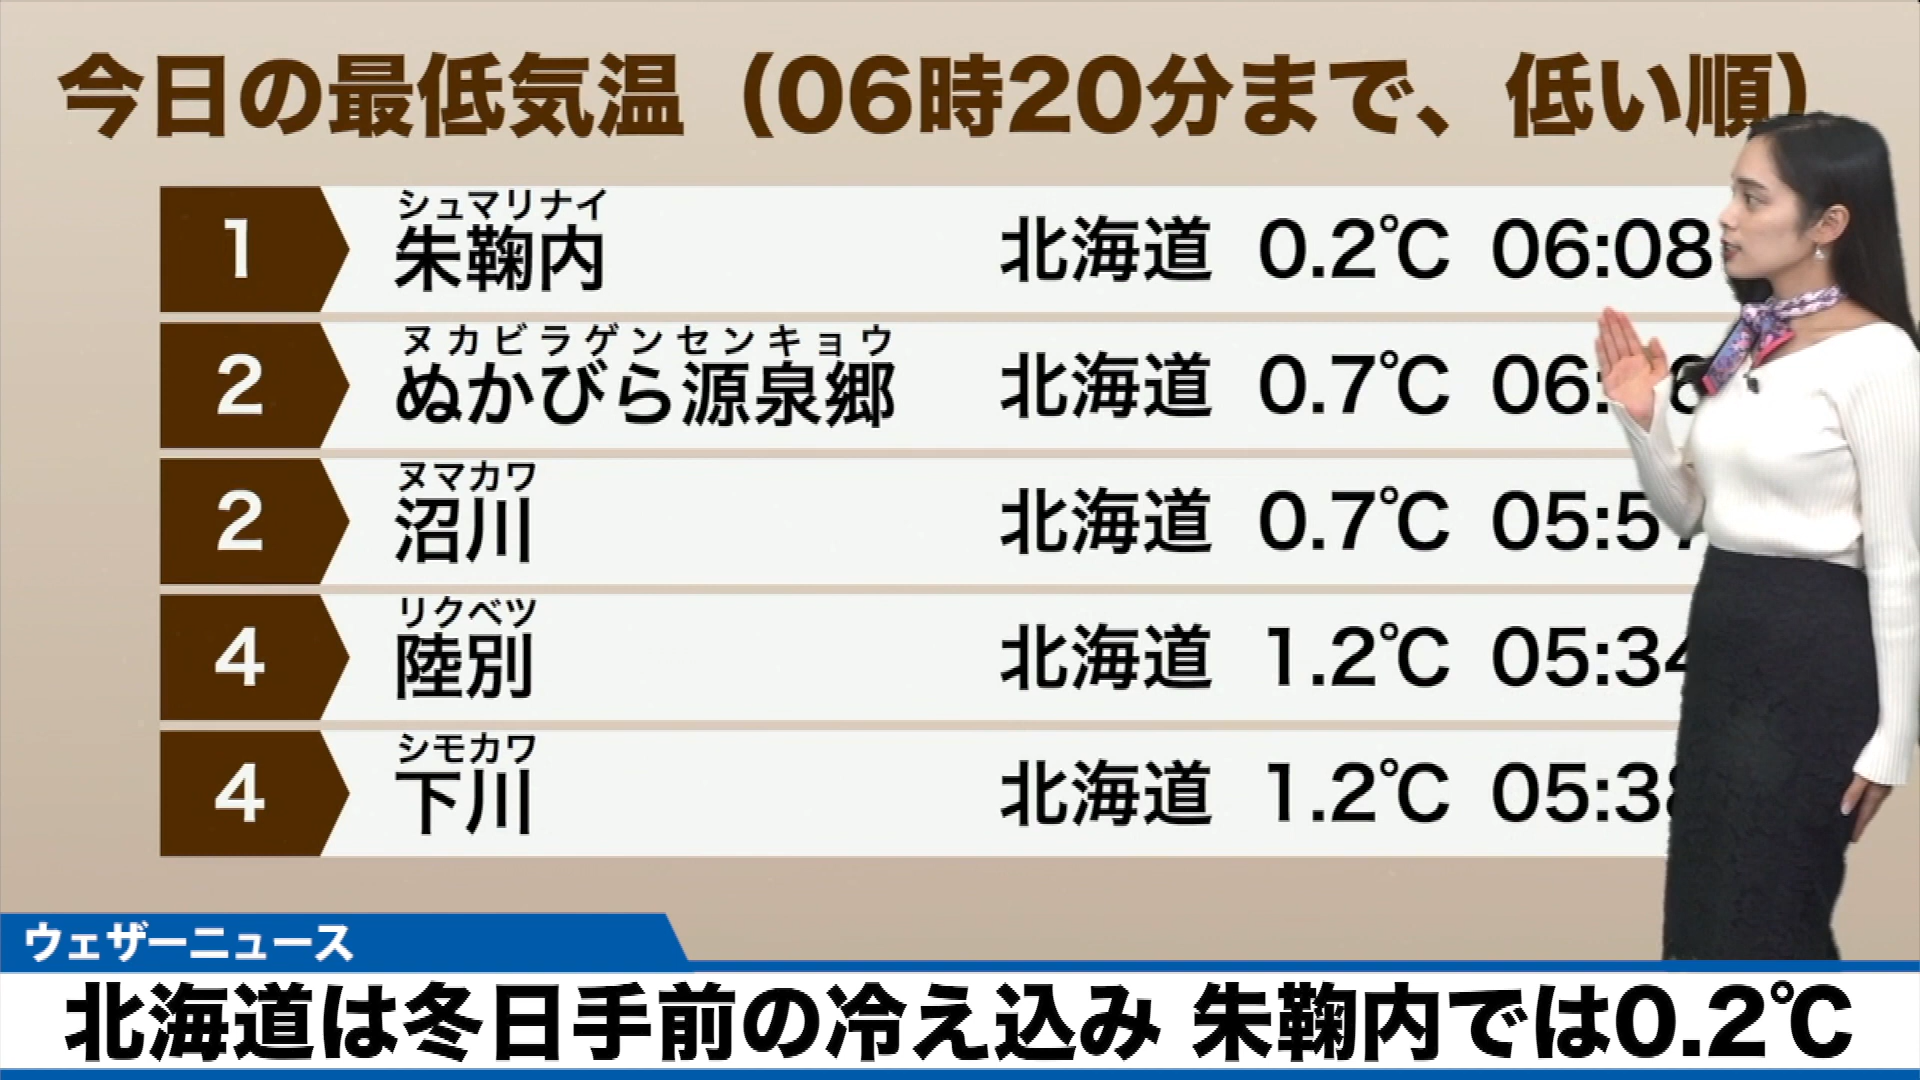 今日の最低気温（06時20分まで、低い順）
シュマリナイ
1 朱鞠内 北海道 0.2℃ 06:08
ヌカビラゲンセンキョウ
2 ぬかびら源泉郷 北海道 0.7℃
ヌマカワ
2 沼川 北海道 0.7℃
リクベツ
4 陸別 北海道 1.2℃ 05:34
シモカワ
4 下川 北海道 1.2℃
ウェザーニュース
北海道は冬日手前の冷え込み 朱鞠内では0.2℃